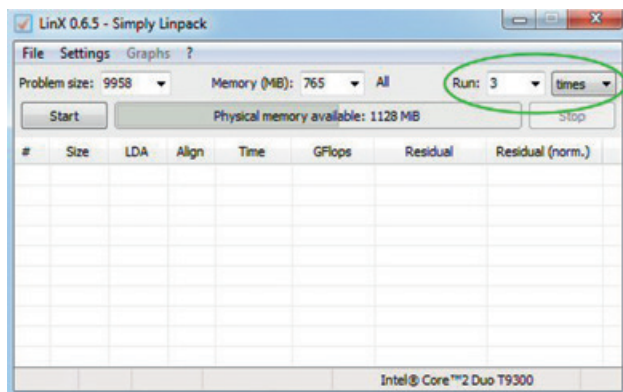 LinX 0.6.5 - Simply Linpack
File Settings Graphs ?
Problem size: 9958 Memory (MiB): 765 All Run: 3 times
Start Physical memory available: 1128 MiB Stop
# Size LDA Align Time GFlops Residual Residual (norm.)
Intel® Core™2 Duo T9300